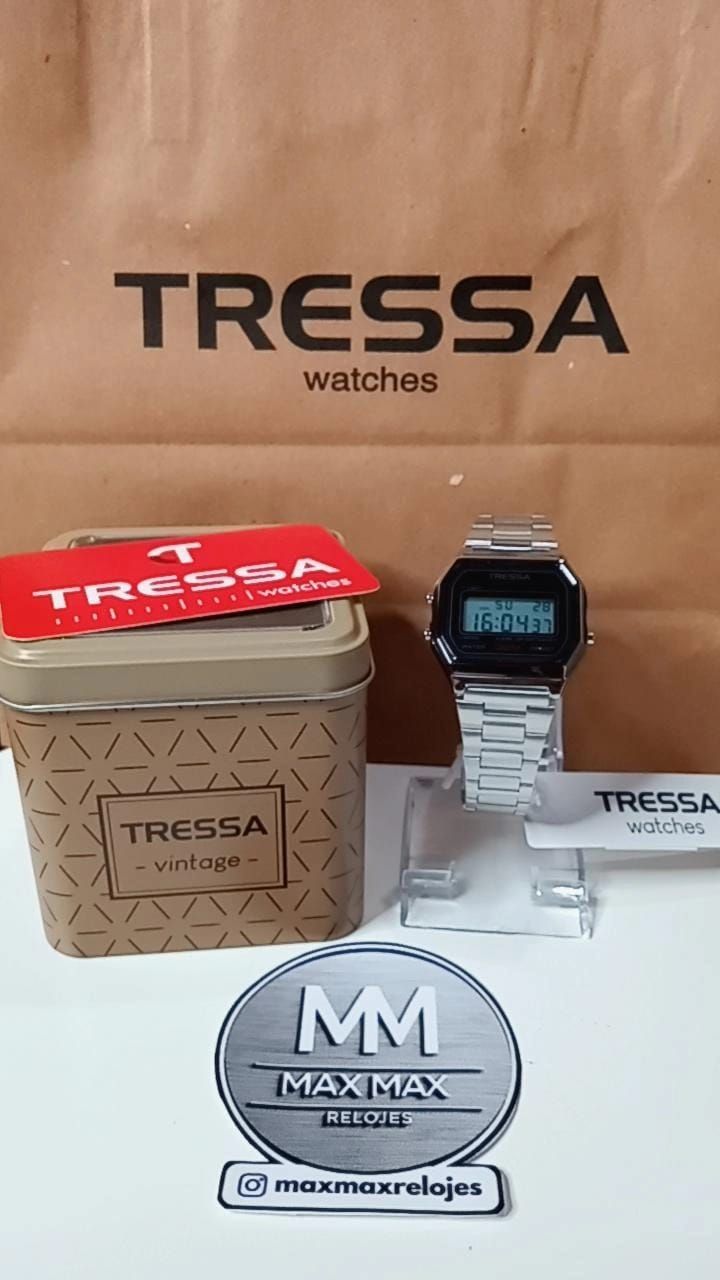 TRESSA
watches
TRESSA
watches
TRESSA
SU 28
16:04 37
WATER
TRESSA
watches
TRESSA
- vintage -
MM
MAX MAX
RELOJES
maxmaxrelojes